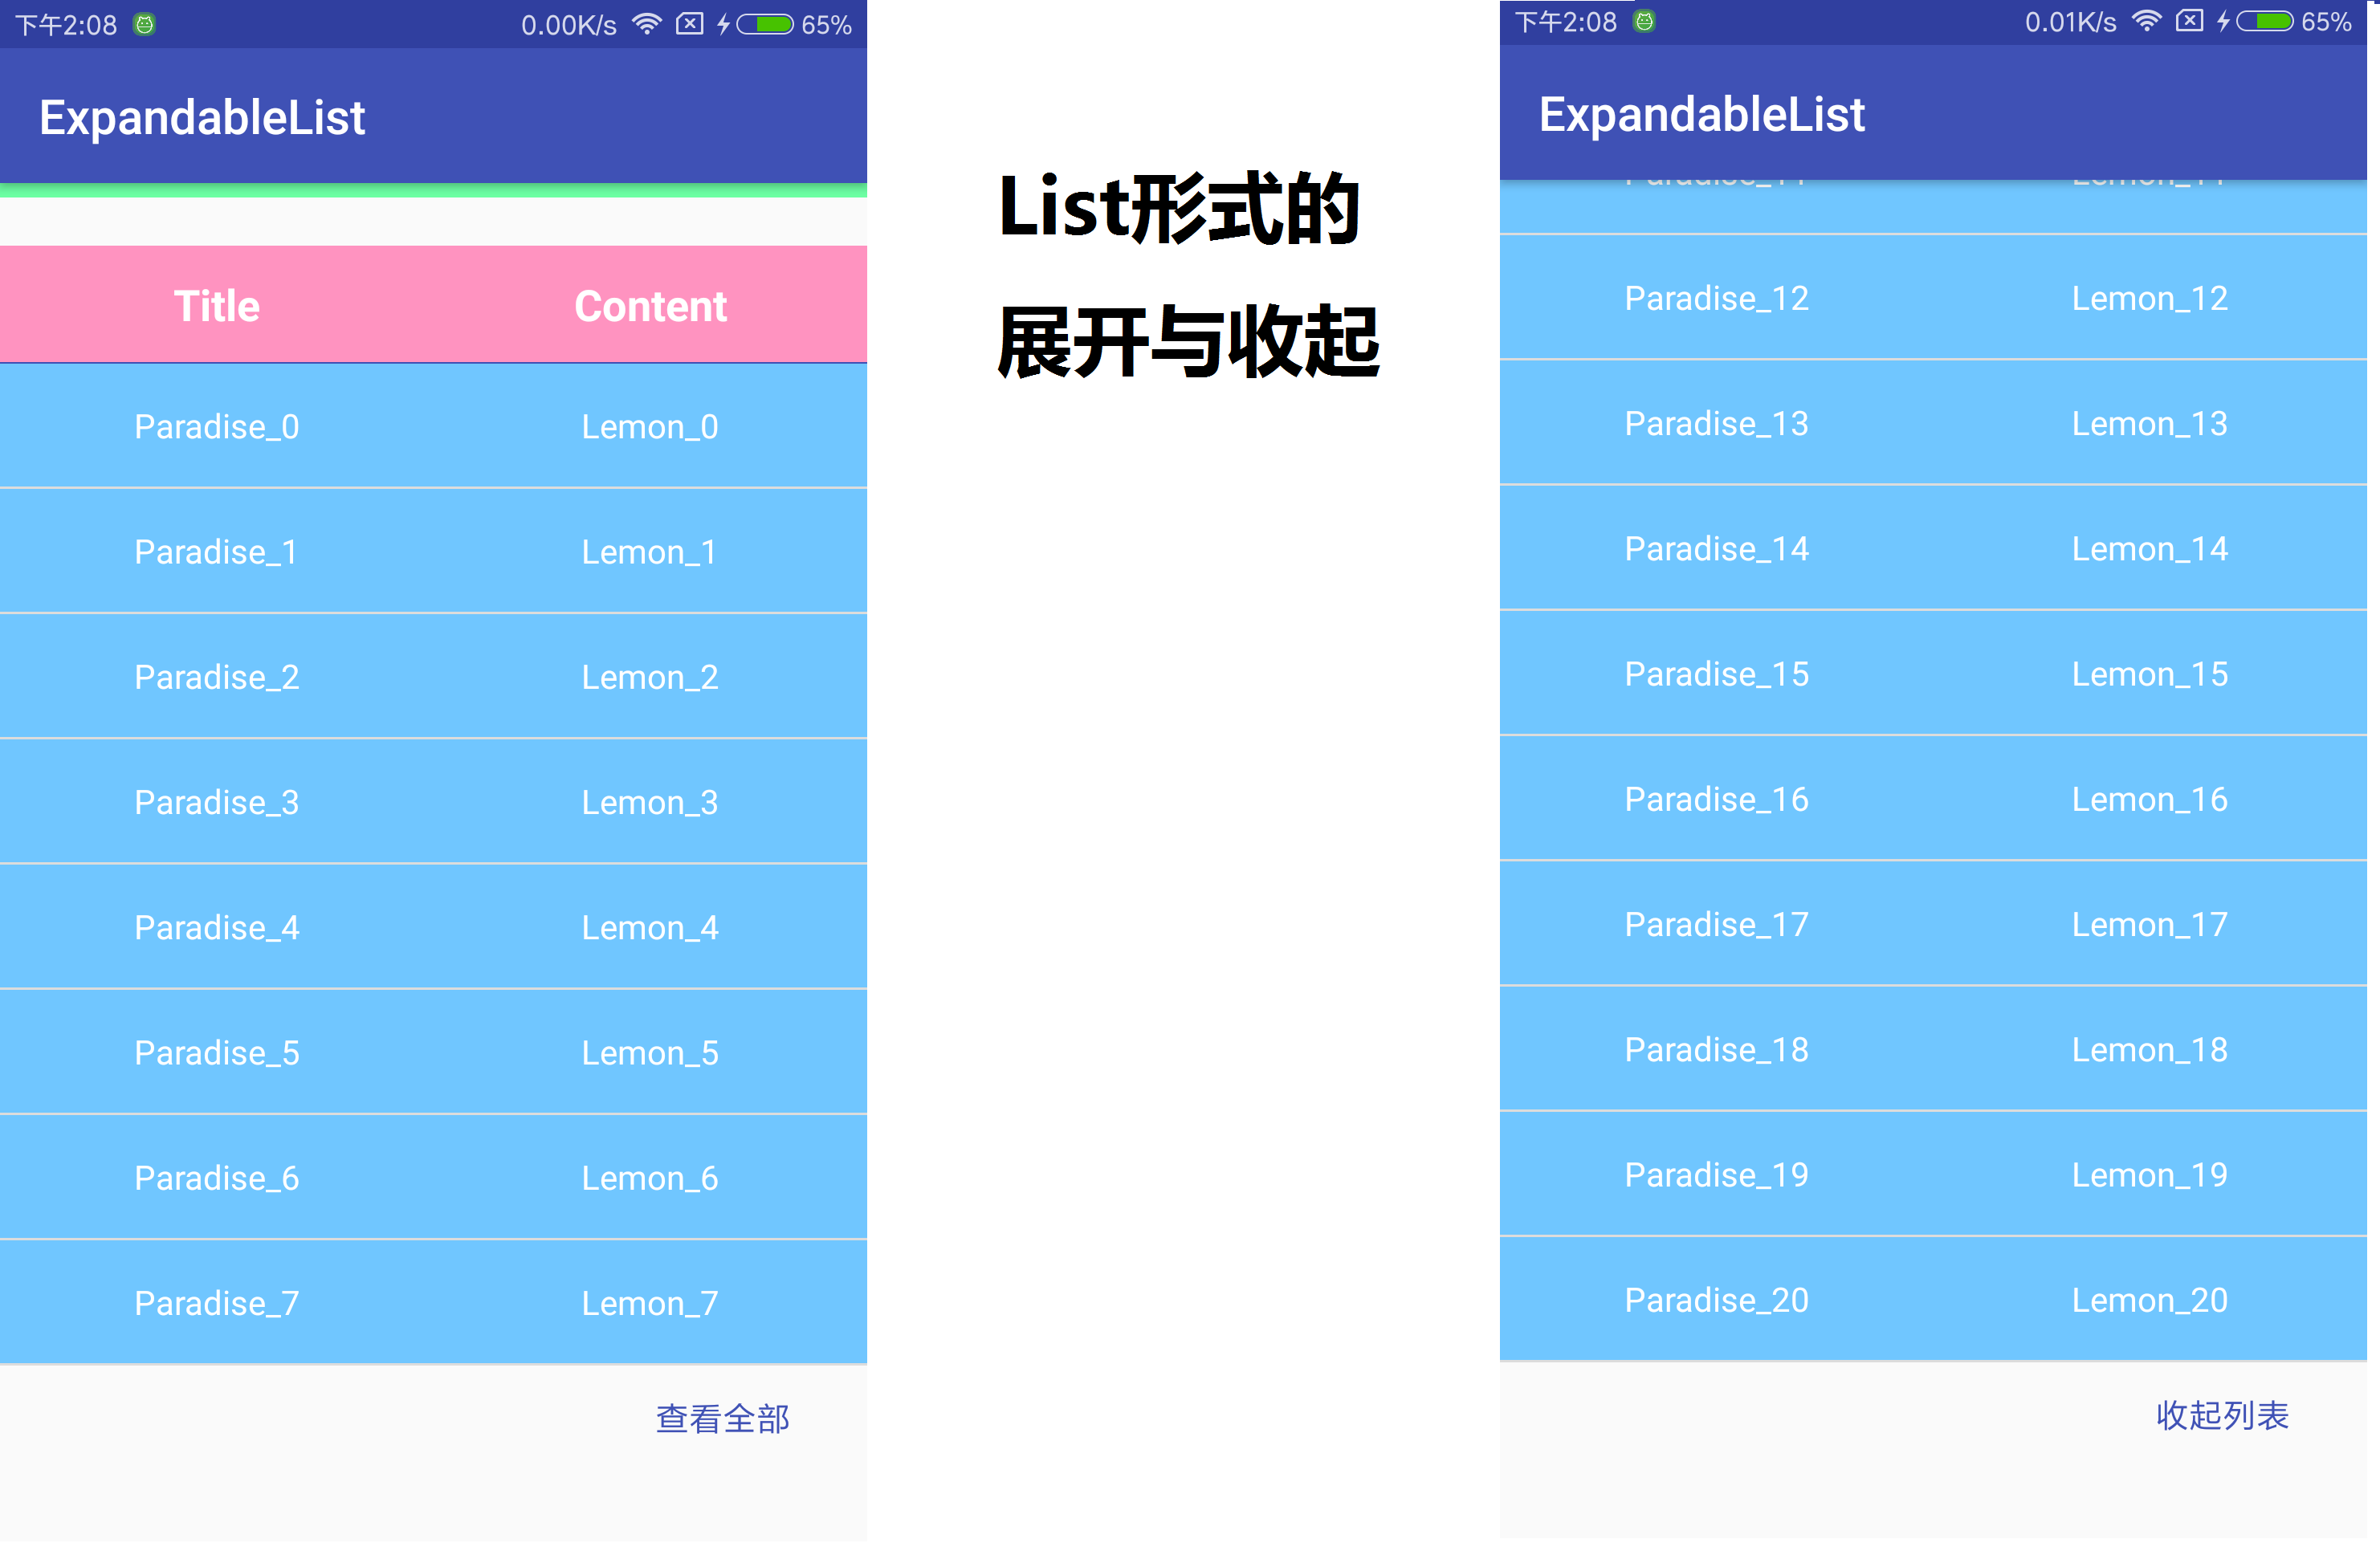 下午2:08 0.00K/s 65%
ExpandableList
Title Content
Paradise_0 Lemon_0
Paradise_1 Lemon_1
Paradise_2 Lemon_2
Paradise_3 Lemon_3
Paradise_4 Lemon_4
Paradise_5 Lemon_5
Paradise_6 Lemon_6
Paradise_7 Lemon_7
查看全部
List形式的
展开与收起
下午2:08 0.01K/s 65%
ExpandableList
Paradise_11 Lemon_11
Paradise_12 Lemon_12
Paradise_13 Lemon_13
Paradise_14 Lemon_14
Paradise_15 Lemon_15
Paradise_16 Lemon_16
Paradise_17 Lemon_17
Paradise_18 Lemon_18
Paradise_19 Lemon_19
Paradise_20 Lemon_20
收起列表